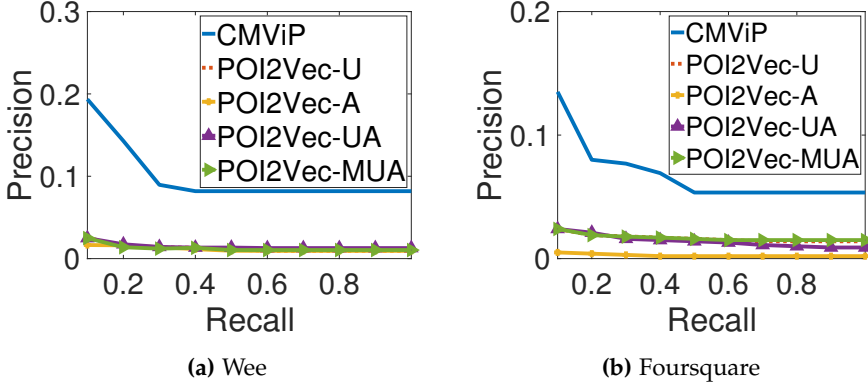 0.3
0.2
0.1
0
Precision
CMViP
POI2Vec-U
POI2Vec-A
POI2Vec-UA
POI2Vec-MUA
0.2 0.4 0.6 0.8
Recall
(a) Wee
0.2
0.1
0
Precision
CMViP
POI2Vec-U
POI2Vec-A
POI2Vec-UA
POI2Vec-MUA
0.2 0.4 0.6 0.8
Recall
(b) Foursquare